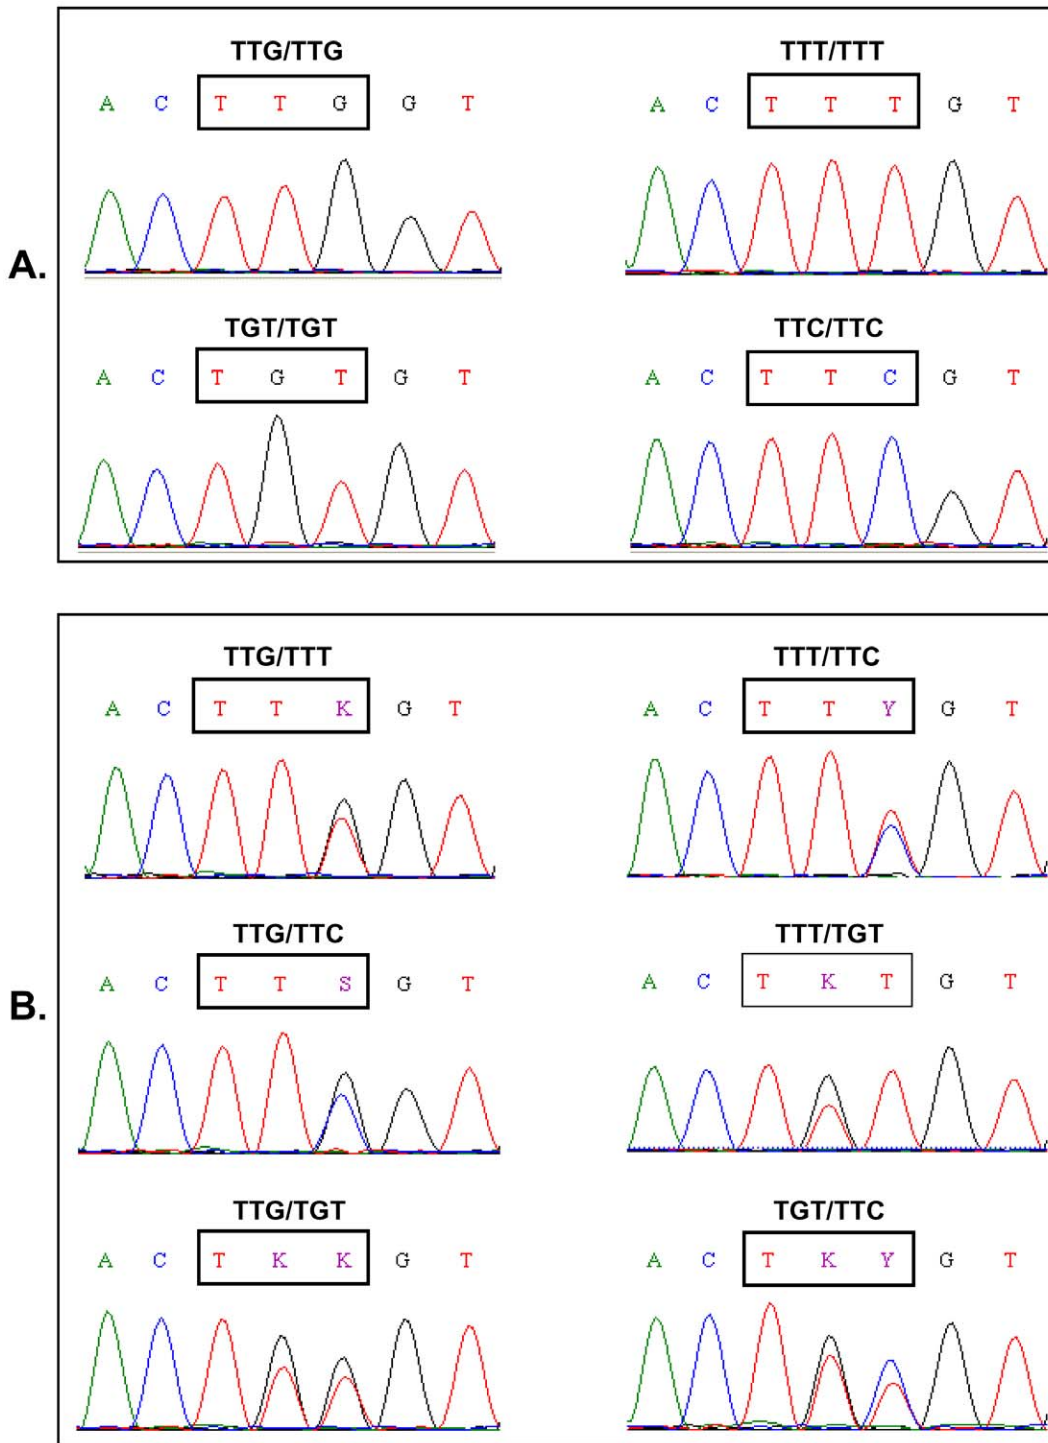 TTG/TTG TTT/TTT
A C T T G G T A C T T T G T
A.
TGT/TGT TTC/TTC
A C T G T G T A C T T C G T
TTG/TTT TTT/TTC
A C T T K G T A C T T Y G T
TTG/TTC TTT/TGT
A C T T S G T A C T K T G T
B.
TTG/TGT TGT/TTC
A C T K K G T A C T K Y G T